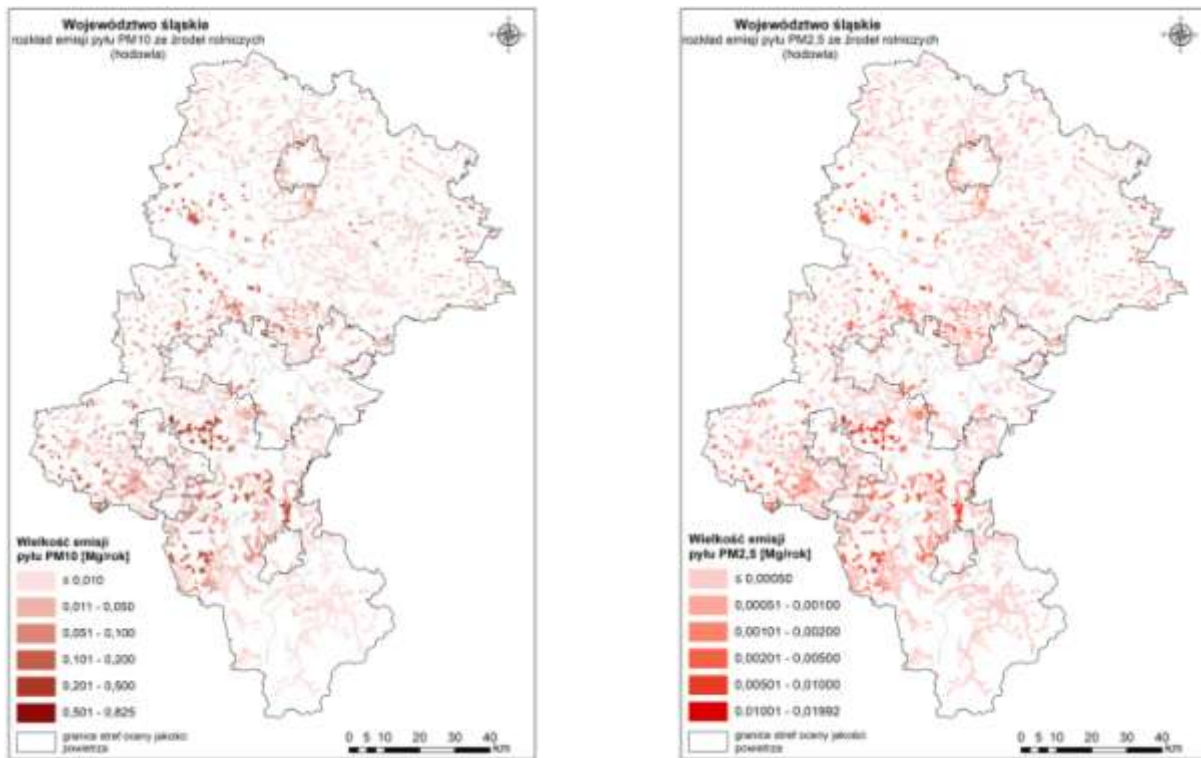 Województwo śląskie
rozkład emisji pyłu PM10 ze źródeł rolniczych
(hodowla)
Wielkość emisji
pyłu PM10 [Mg/rok]
≤ 0,010
0,011 - 0,050
0,051 - 0,100
0,101 - 0,200
0,201 - 0,500
0,501 - 0,825
granice stref oceny jakości
powietrza
0 5 10 20 30 40
km
Województwo śląskie
rozkład emisji pyłu PM2,5 ze źródeł rolniczych
(hodowla)
Wielkość emisji
pyłu PM2,5 [Mg/rok]
≤ 0,00050
0,00051 - 0,00100
0,00101 - 0,00200
0,00201 - 0,00500
0,00501 - 0,01000
0,01001 - 0,01992
granice stref oceny jakości
powietrza
0 5 10 20 30 40
km